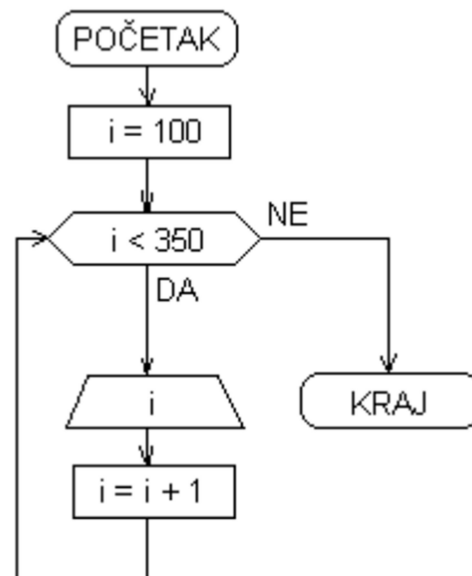 POČETAK
i = 100
i < 350
NE
DA
i
KRAJ
i = i + 1